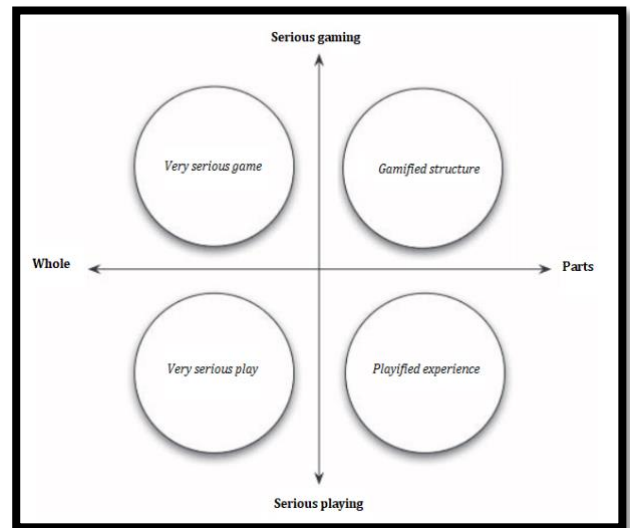 Serious gaming
Very serious game
Gamified structure
Whole
Parts
Very serious play
Playified experience
Serious playing